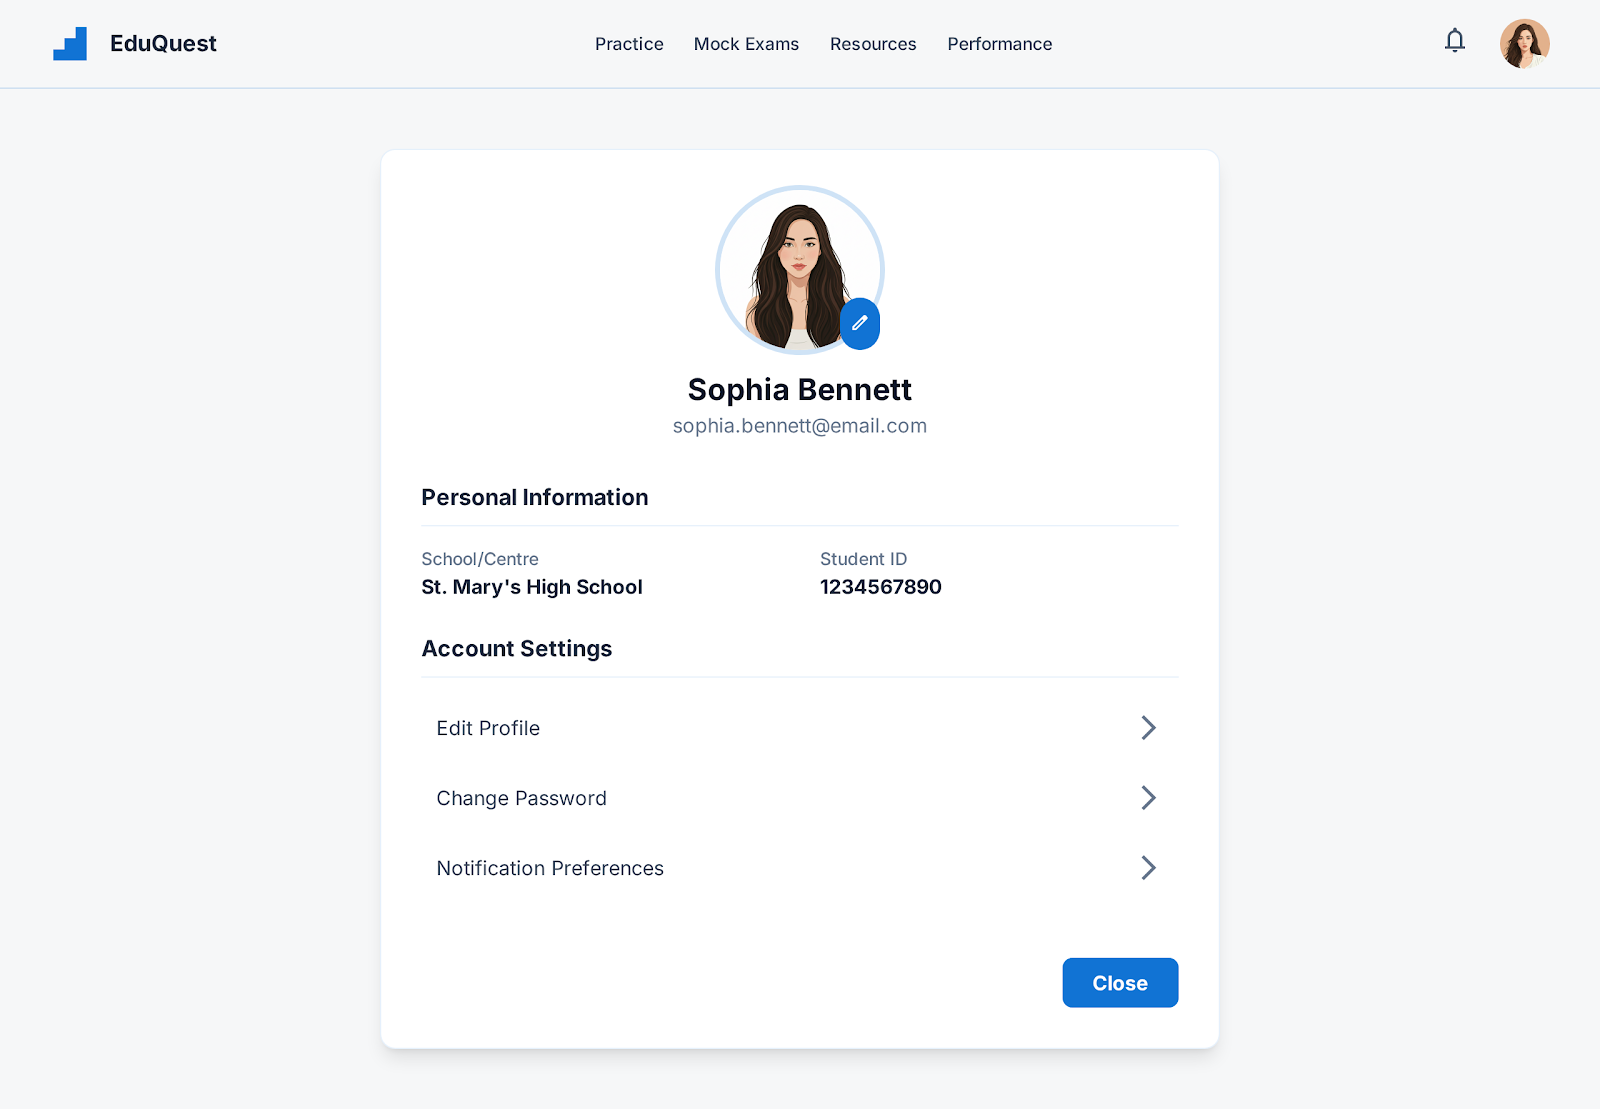 EduQuest
Practice
Mock Exams
Resources
Performance
Sophia Bennett
sophia.bennett@email.com
Personal Information
School/Centre
St. Mary's High School
Student ID
1234567890
Account Settings
Edit Profile
Change Password
Notification Preferences
Close